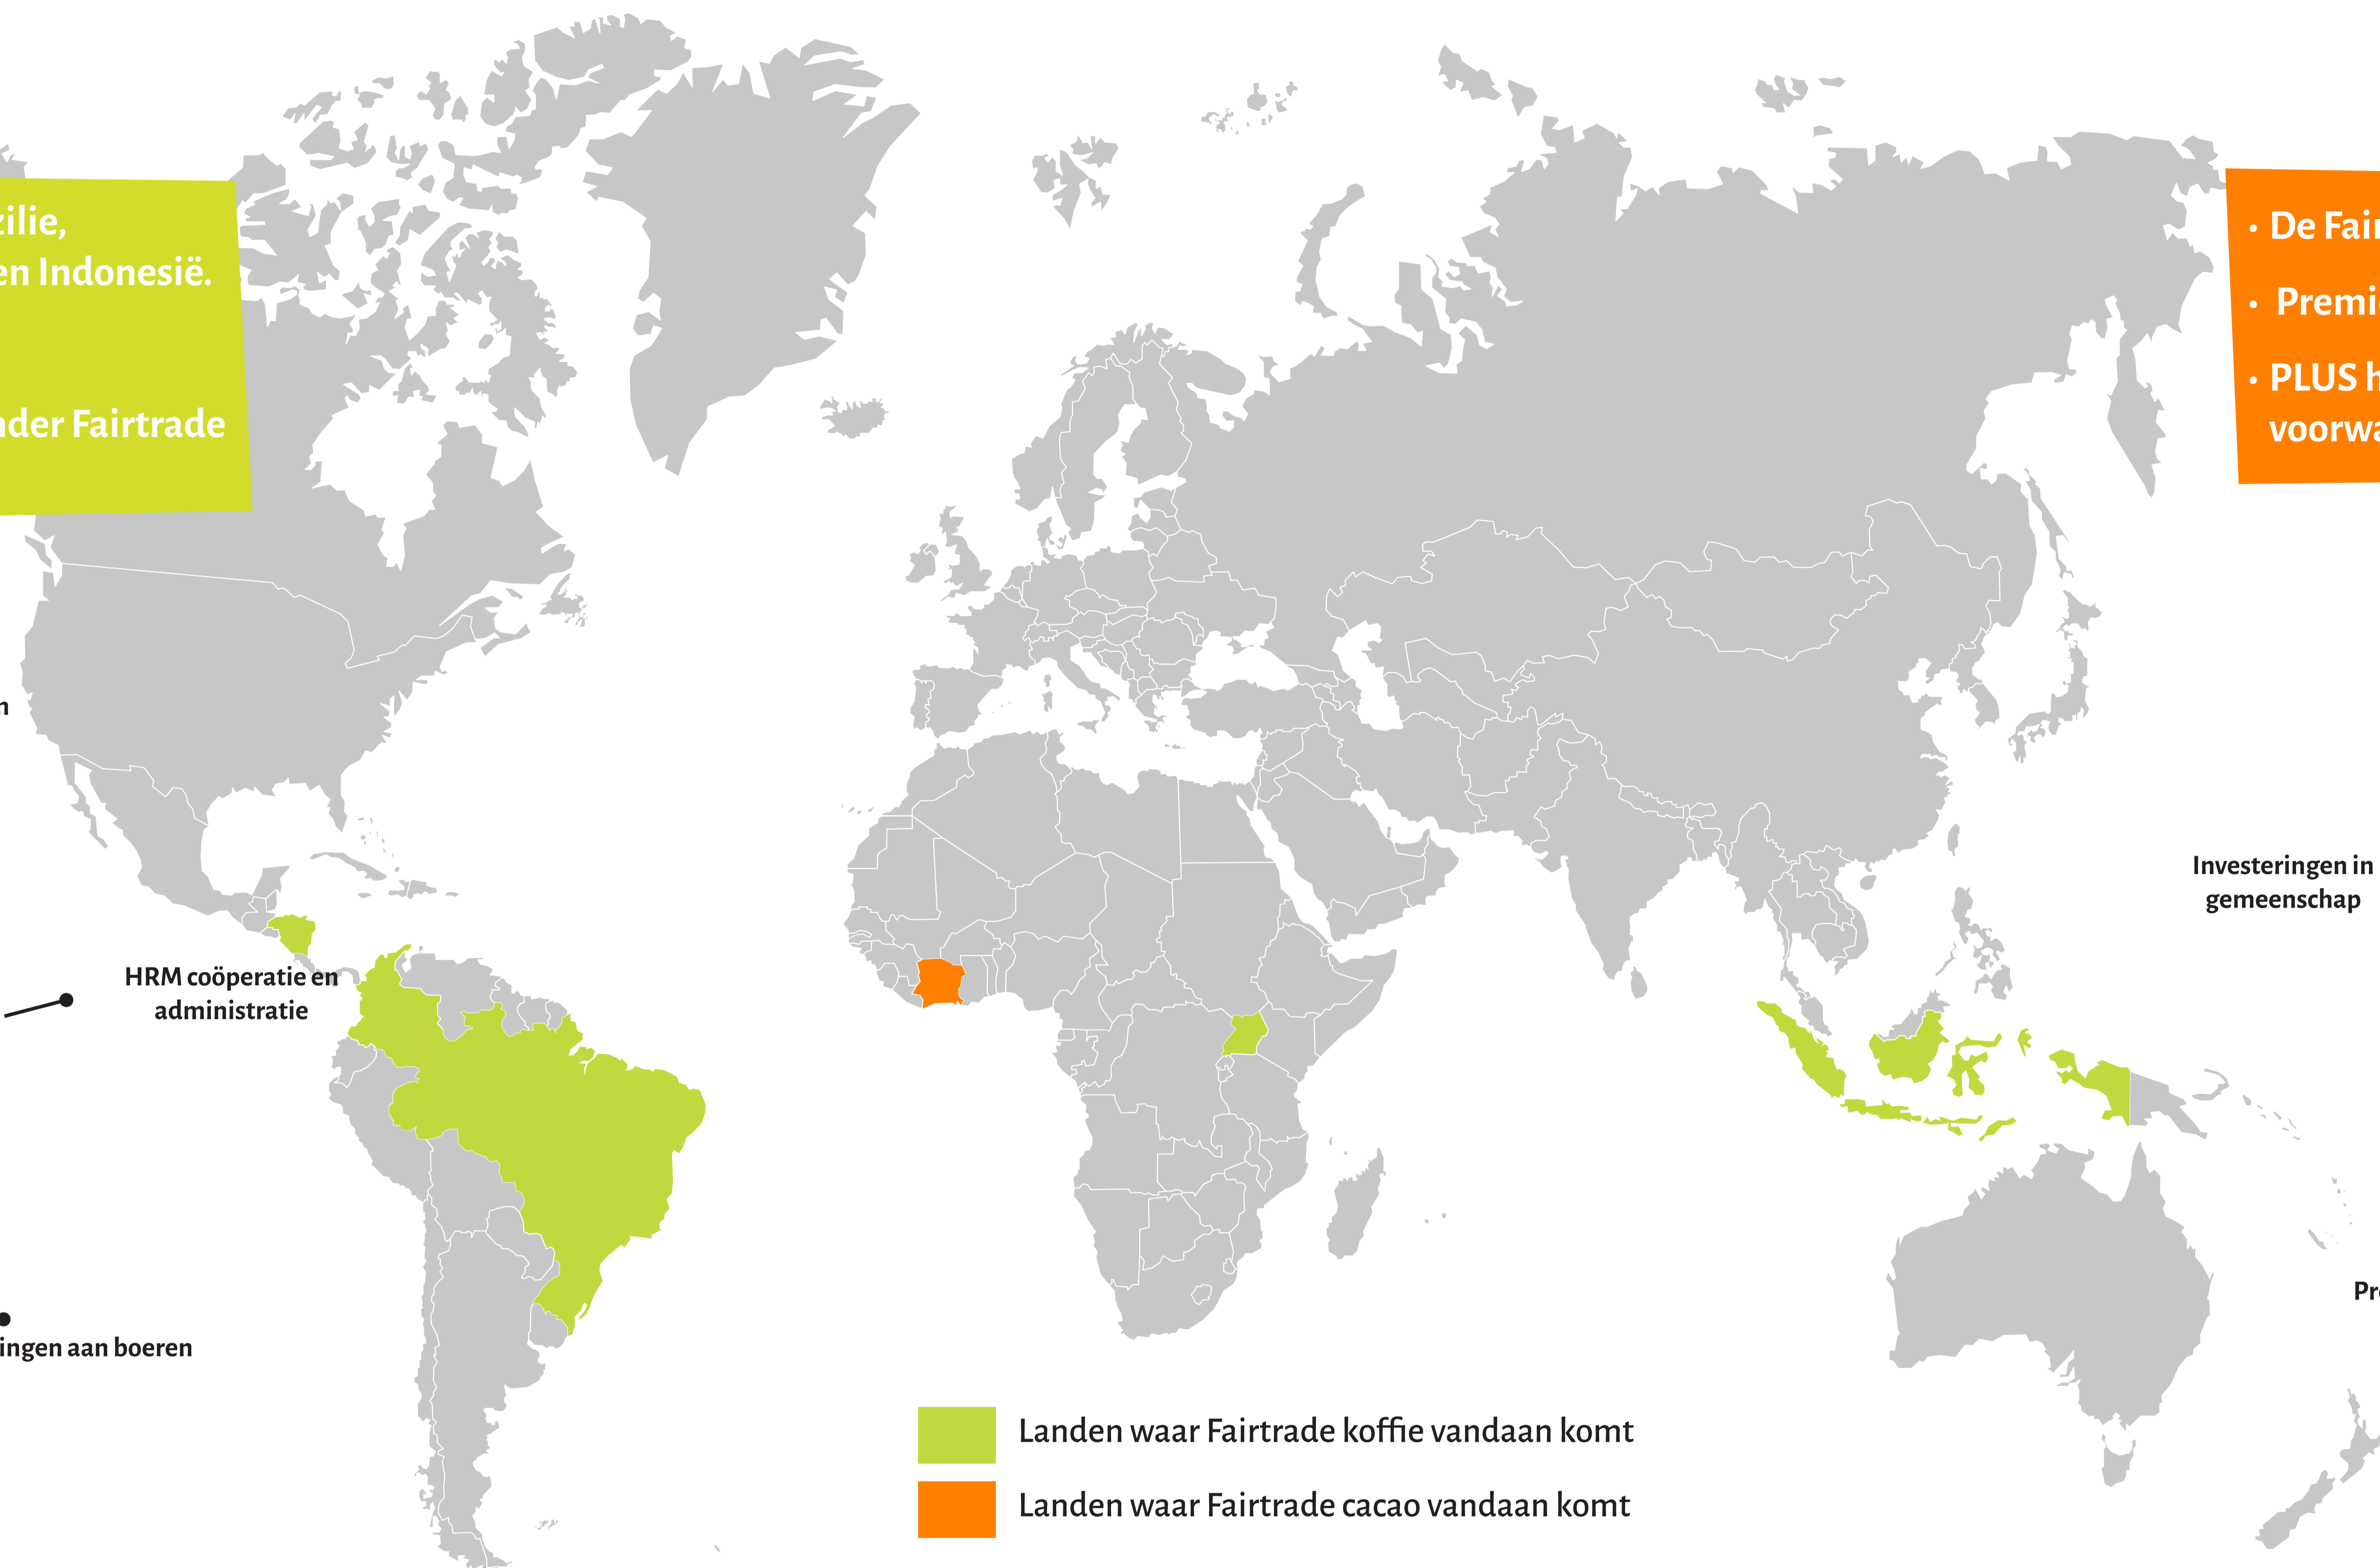 zilie,
en Indonesië.
nder Fairtrade
De Fair
Premie
PLUS h
voorwa
n
HRM coöperatie en
administratie
Investeringen in
gemeenschap
ingen aan boeren
Pr
Landen waar Fairtrade koffie vandaan komt
Landen waar Fairtrade cacao vandaan komt